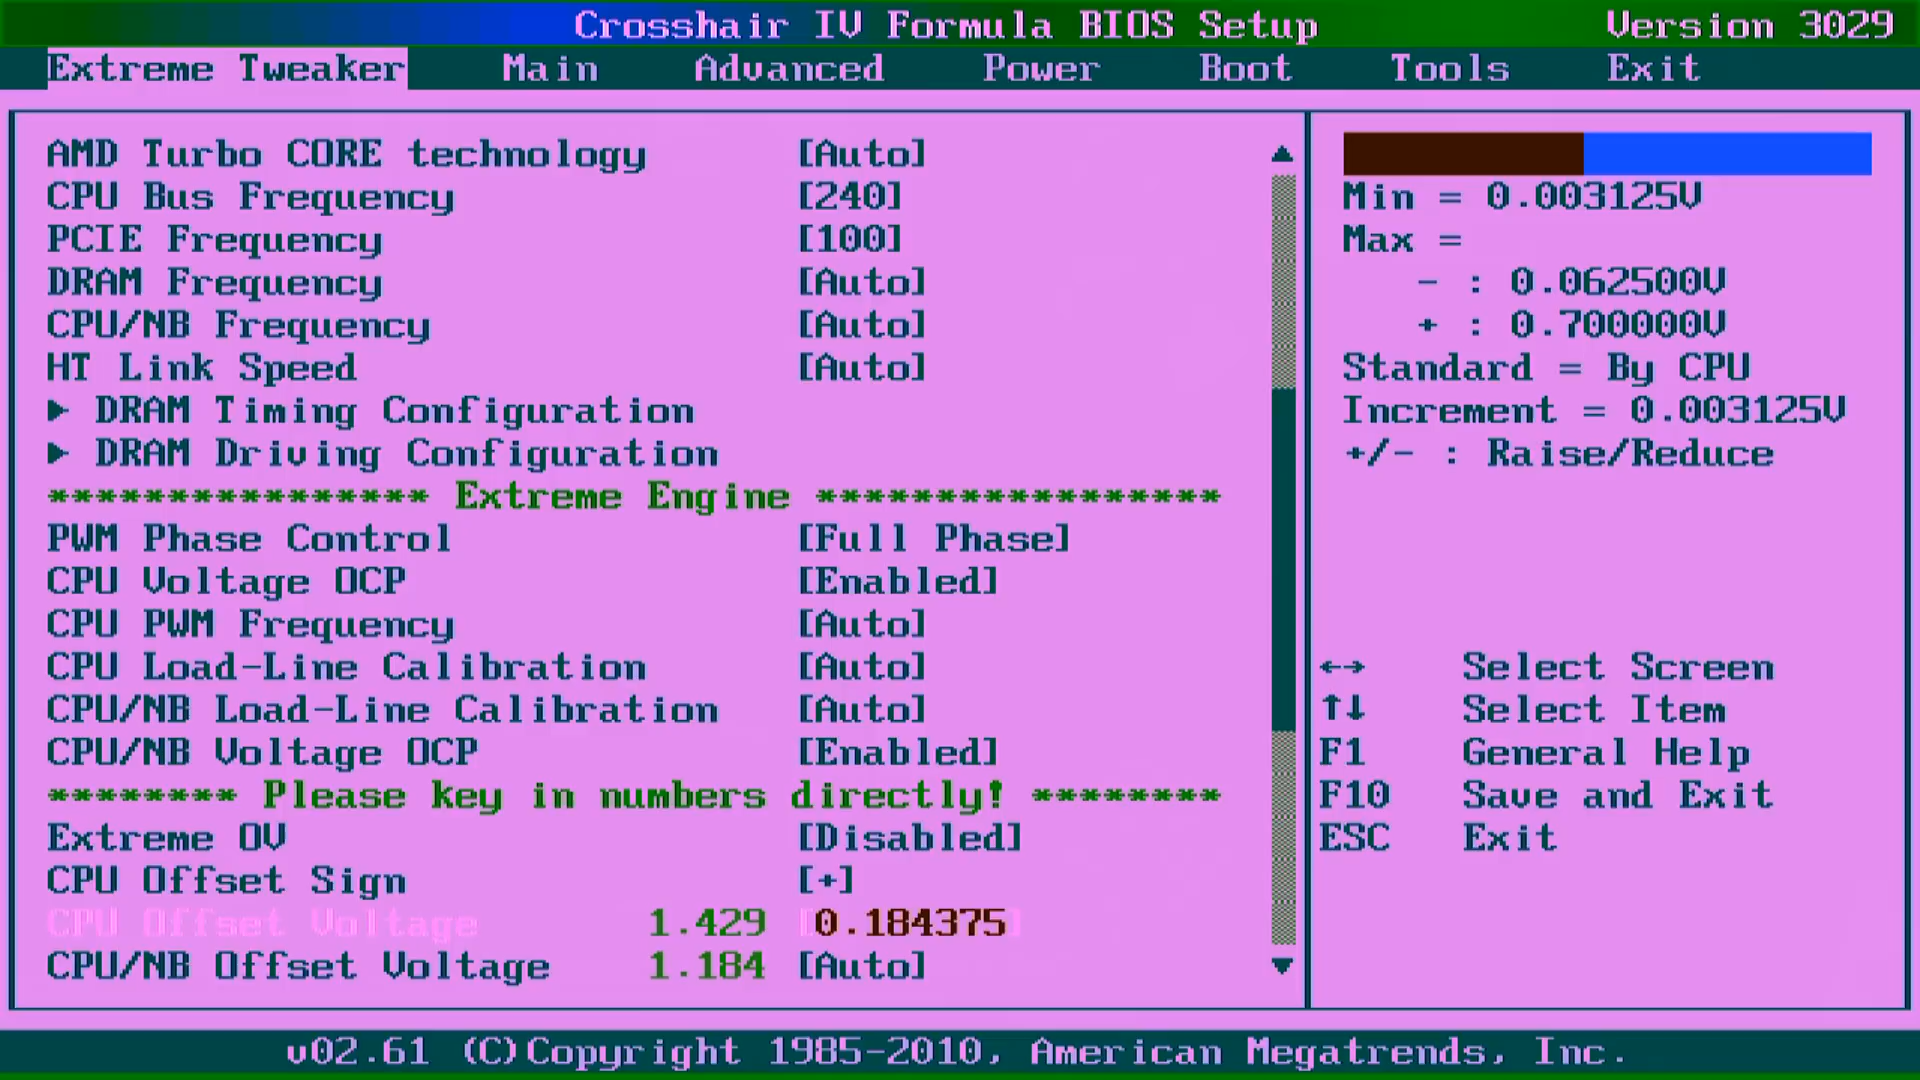 Crosshair IV Formula BIOS Setup Version 3029
Extreme Tweaker Main Advanced Power Boot Tools Exit
AMD Turbo CORE technology [Auto]
CPU Bus Frequency [240]
PCIE Frequency [100]
DRAM Frequency [Auto]
CPU/NB Frequency [Auto]
HT Link Speed [Auto]
▶ DRAM Timing Configuration
▶ DRAM Driving Configuration
**************** Extreme Engine *****************
PWM Phase Control [Full Phase]
CPU Voltage OCP [Enabled]
CPU PWM Frequency [Auto]
CPU Load-Line Calibration [Auto]
CPU/NB Load-Line Calibration [Auto]
CPU/NB Voltage OCP [Enabled]
******** Please key in numbers directly! ********
Extreme OV [Disabled]
CPU Offset Sign [+]
CPU Offset Voltage 1.429 [0.184375]
CPU/NB Offset Voltage 1.184 [Auto]
Min = 0.003125V
Max =
- : 0.062500V
+ : 0.700000V
Standard = By CPU
Increment = 0.003125V
+/- : Raise/Reduce
←→ Select Screen
↑↓ Select Item
F1 General Help
F10 Save and Exit
ESC Exit
v02.61 (C)Copyright 1985-2010, American Megatrends, Inc.